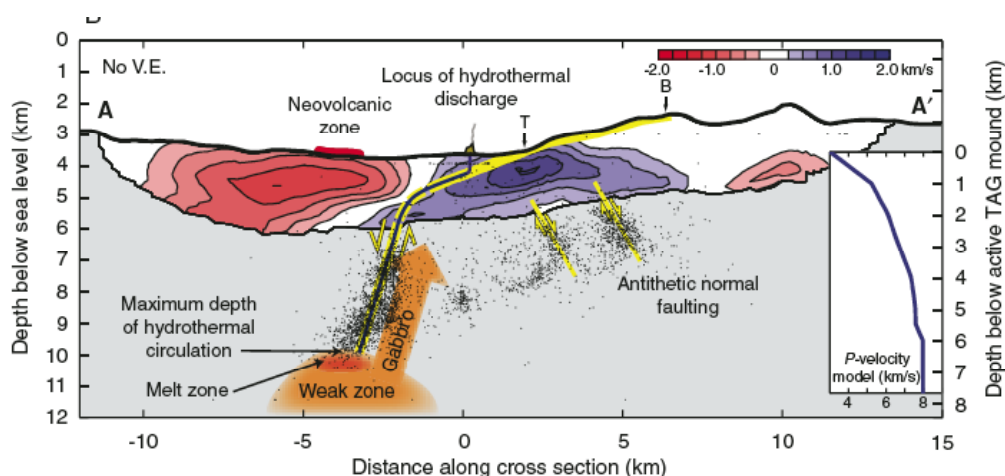 0
1
2
3
4
5
6
7
8
9
10
11
12
Depth below sea level (km)
No V.E.
A
Neovolcanic
zone
Locus of hydrothermal
discharge
T
B
A′
-2.0 -1.0 0 1.0 2.0 km/s
Maximum depth
of hydrothermal
circulation
Melt zone
Weak zone
Gabbro
Antithetic normal
faulting
P-velocity
model (km/s)
4 6 8
0
1
2
3
4
5
6
7
8
Depth below active TAG mound (km)
-10 -5 0 5 10 15
Distance along cross section (km)